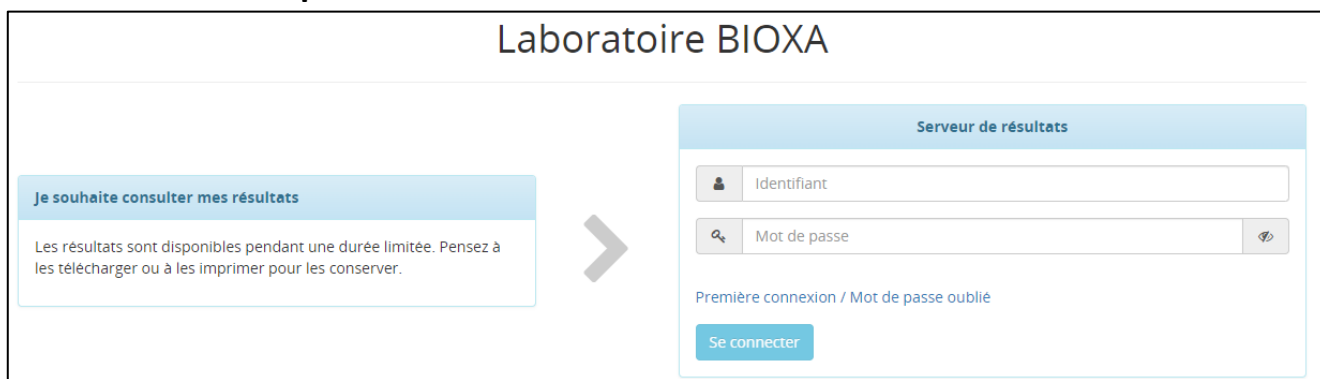 Laboratoire BIOXA
Je souhaite consulter mes résultats
Les résultats sont disponibles pendant une durée limitée. Pensez à
les télécharger ou à les imprimer pour les conserver.
Serveur de résultats
Identifiant
Mot de passe
Première connexion / Mot de passe oublié
Se connecter